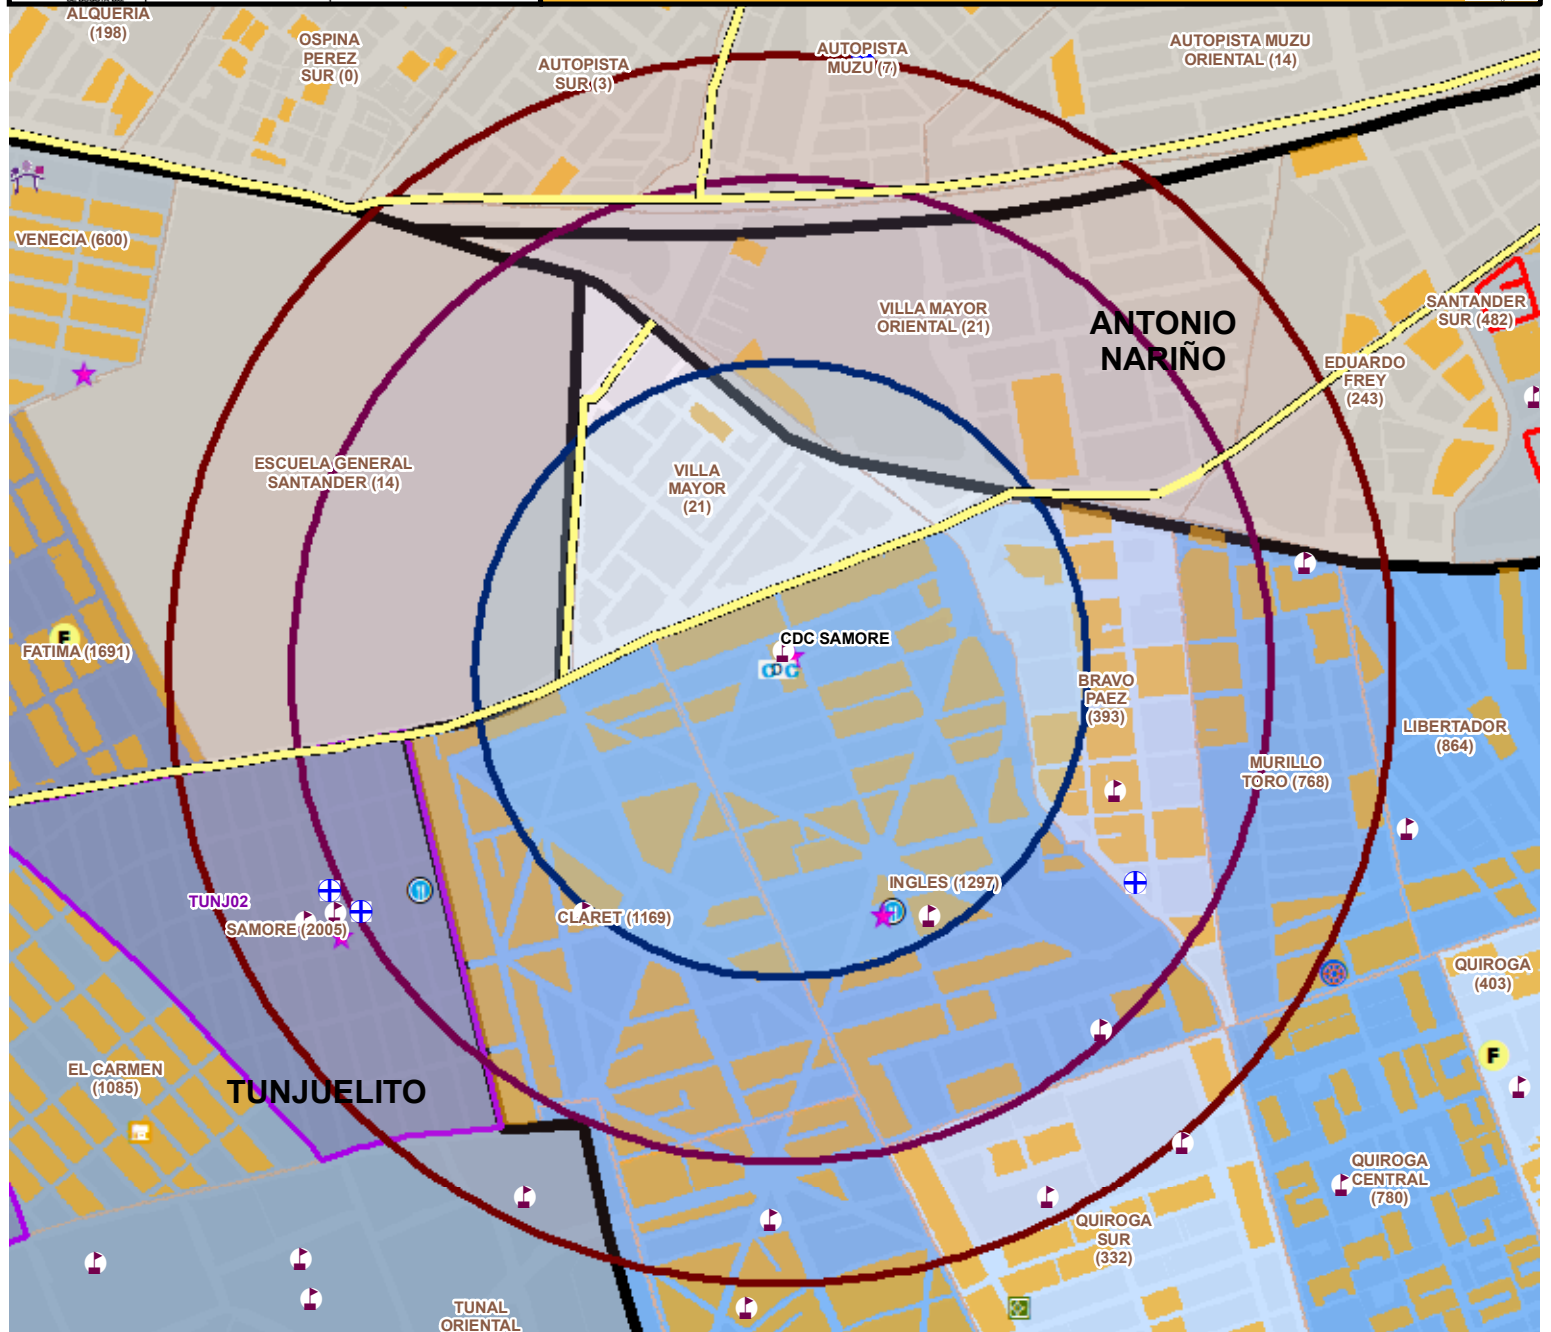 ALQUERIA
(198)
OSPINA
PEREZ
SUR (0)
AUTOPISTA
SUR (3)
AUTOPISTA
MUZU (7)
AUTOPISTA MUZU
ORIENTAL (14)
VENECIA (600)
VILLA MAYOR
ORIENTAL (21)
ANTONIO
NARIÑO
SANTANDER
SUR (482)
EDUARDO
FREY
(243)
ESCUELA GENERAL
SANTANDER (14)
VILLA
MAYOR
(21)
F
FATIMA (1691)
CDC SAMORE
CDC
BRAVO
PAEZ
(393)
LIBERTADOR
(864)
MURILLO
TORO (768)
INGLES (1297)
CLARET (1169)
TUNJ02
SAMORE (2005)
QUIROGA
(403)
F
EL CARMEN
(1085)
TUNJUELITO
QUIROGA
CENTRAL
(780)
QUIROGA
SUR
(332)
TUNAL
ORIENTAL